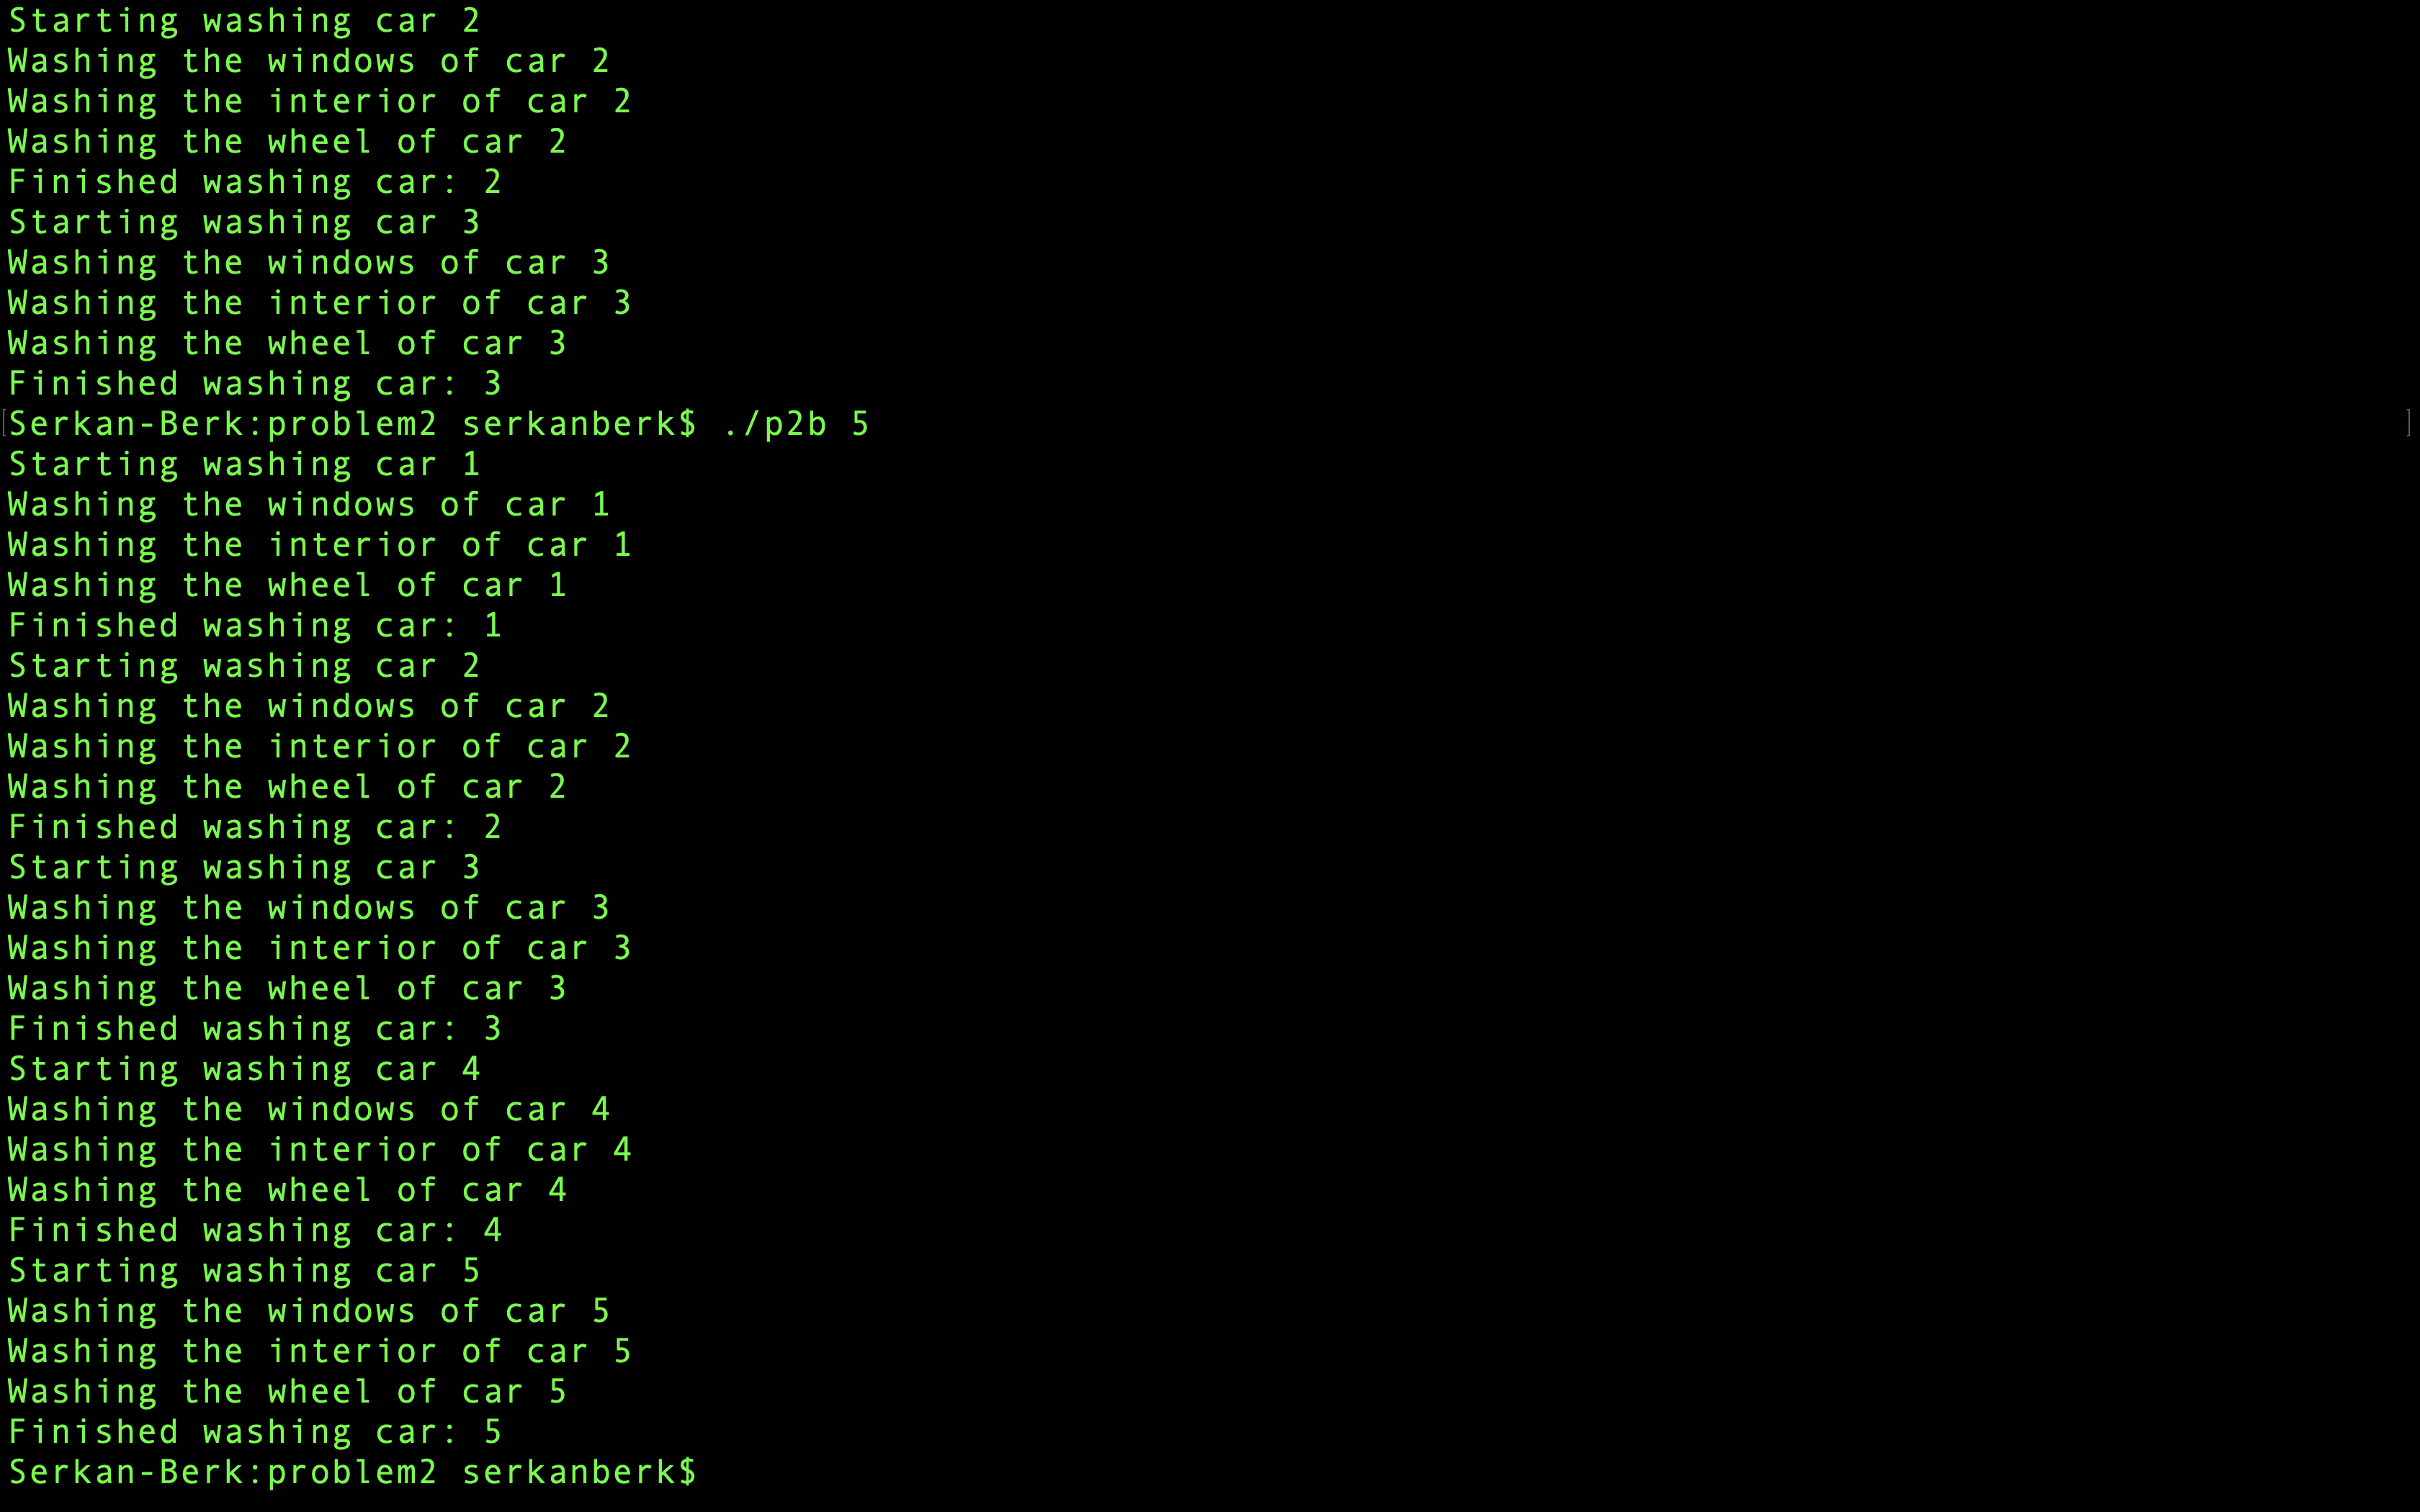 Starting washing car 2
Washing the windows of car 2
Washing the interior of car 2
Washing the wheel of car 2
Finished washing car: 2
Starting washing car 3
Washing the windows of car 3
Washing the interior of car 3
Washing the wheel of car 3
Finished washing car: 3
[Serkan-Berk:problem2 serkanberk$ ./p2b 5 ]
Starting washing car 1
Washing the windows of car 1
Washing the interior of car 1
Washing the wheel of car 1
Finished washing car: 1
Starting washing car 2
Washing the windows of car 2
Washing the interior of car 2
Washing the wheel of car 2
Finished washing car: 2
Starting washing car 3
Washing the windows of car 3
Washing the interior of car 3
Washing the wheel of car 3
Finished washing car: 3
Starting washing car 4
Washing the windows of car 4
Washing the interior of car 4
Washing the wheel of car 4
Finished washing car: 4
Starting washing car 5
Washing the windows of car 5
Washing the interior of car 5
Washing the wheel of car 5
Finished washing car: 5
Serkan-Berk:problem2 serkanberk$